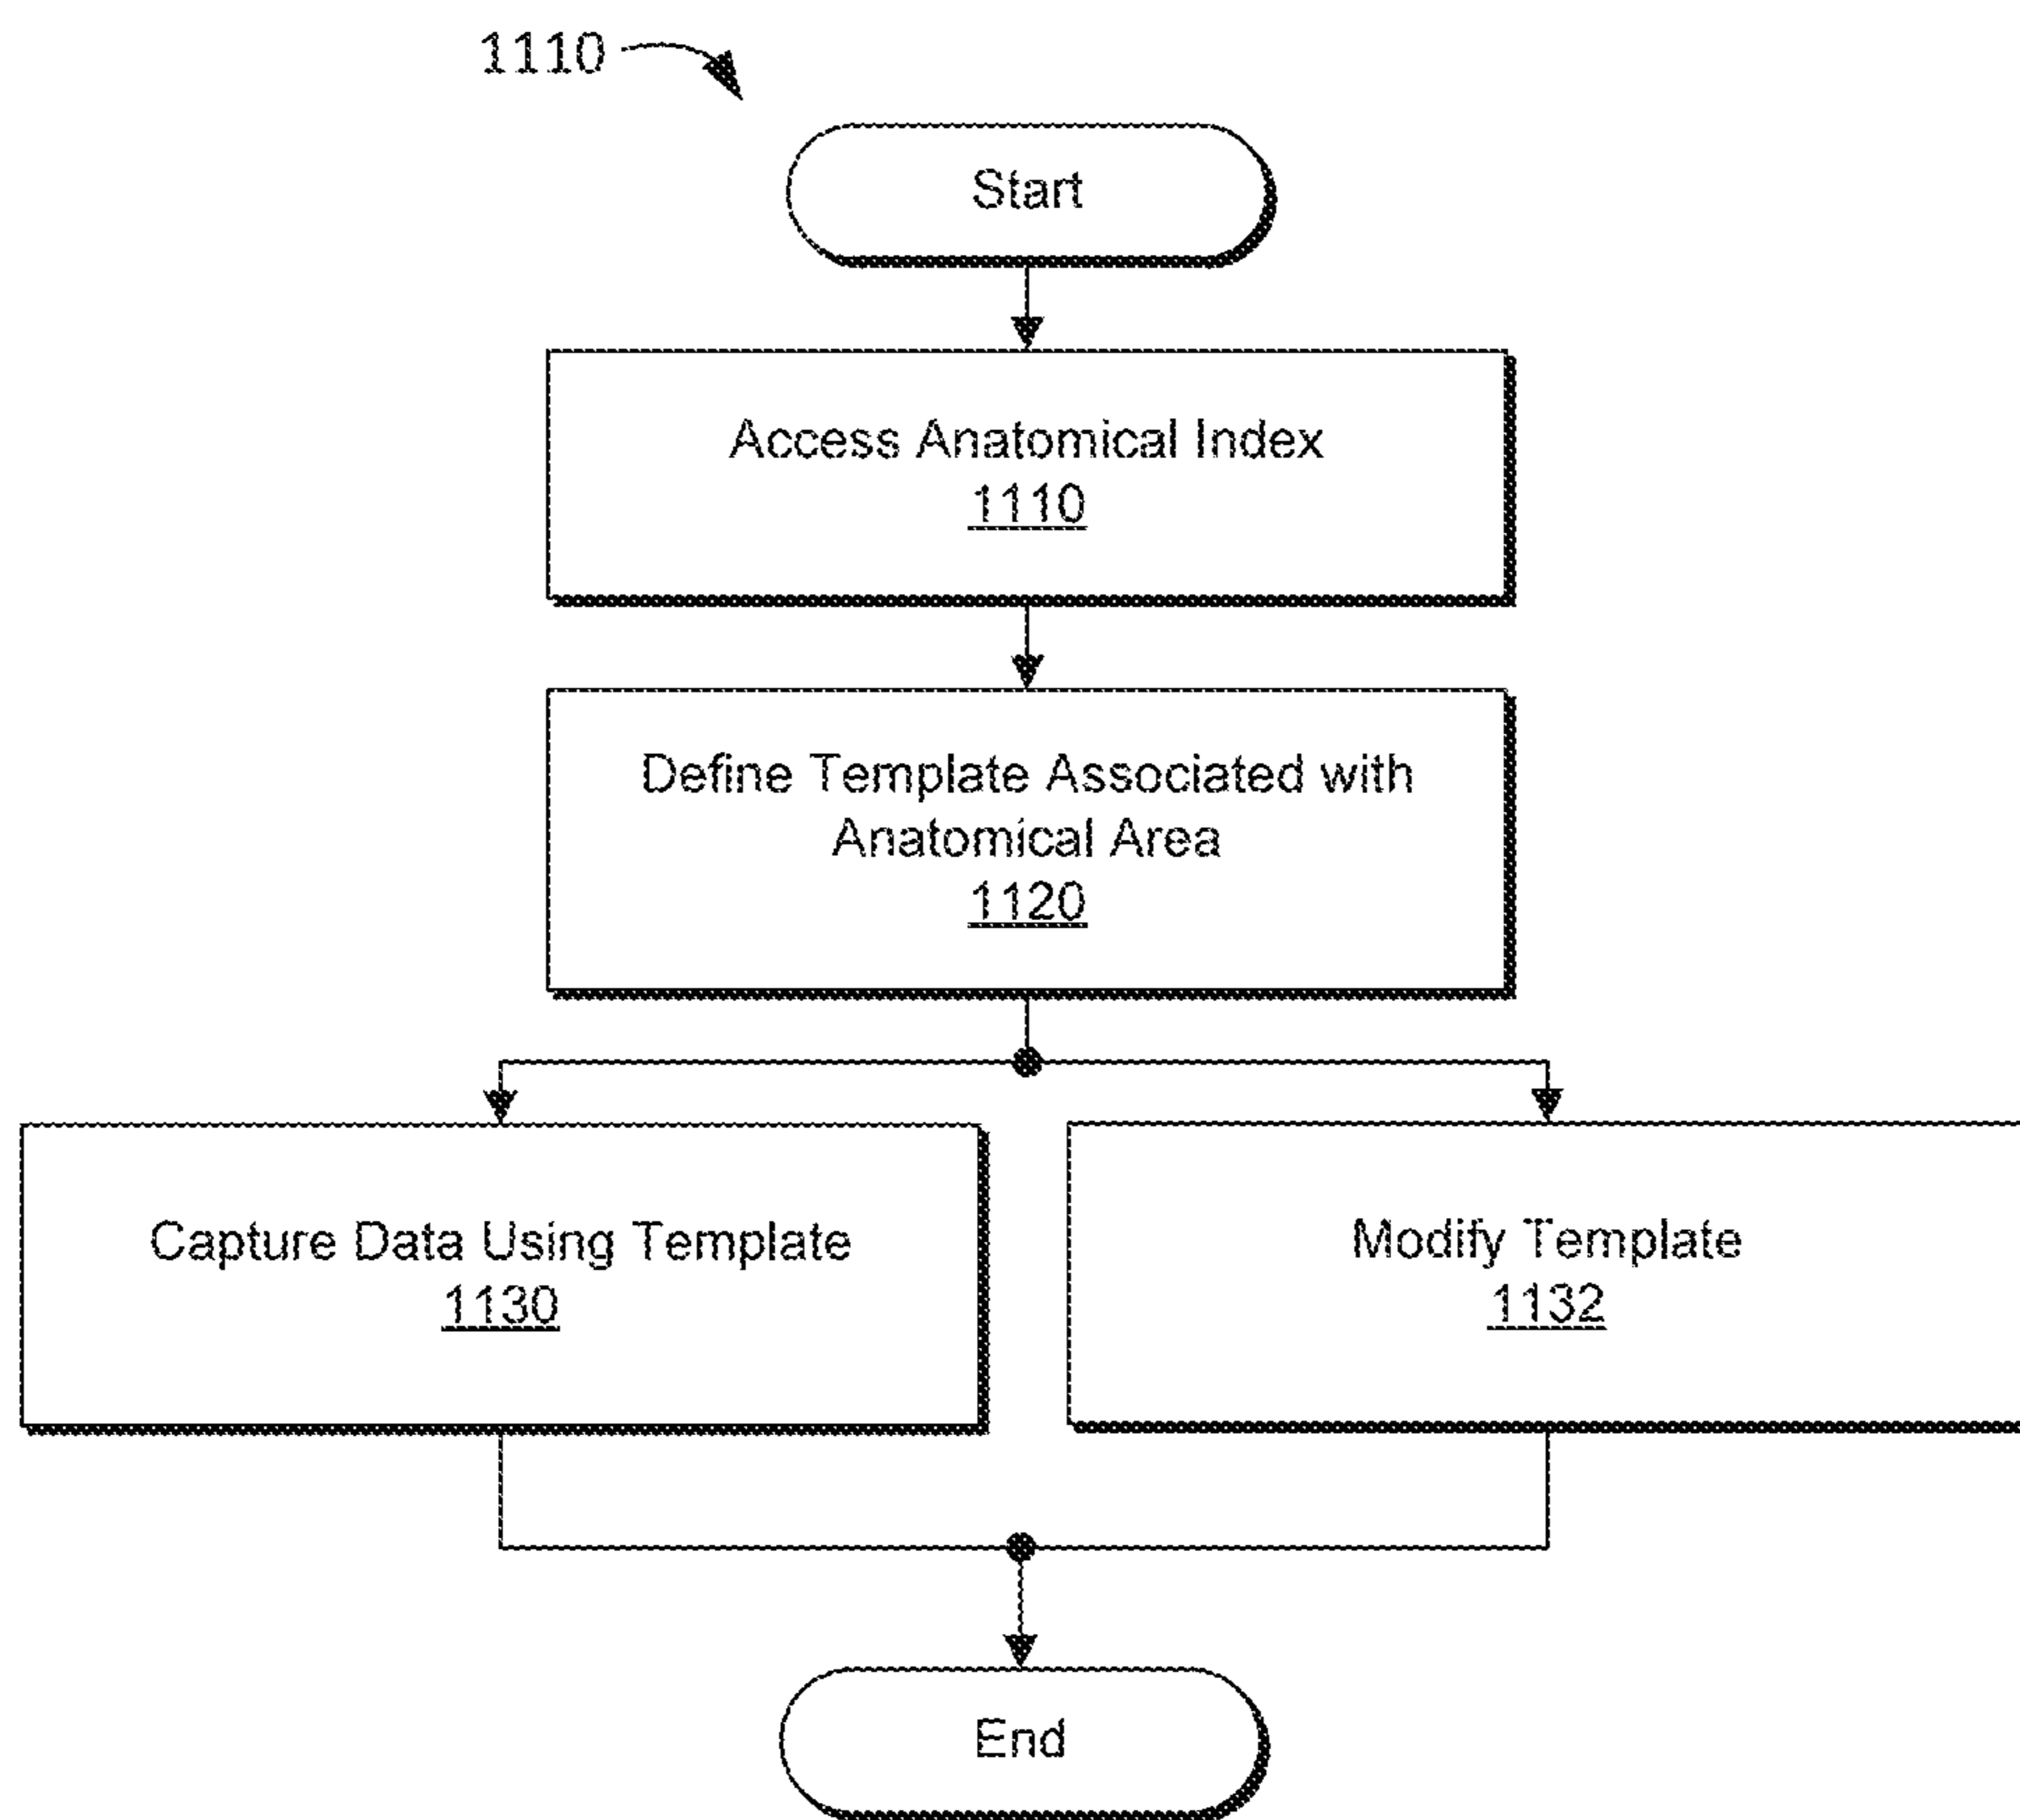 1110
Start
Access Anatomical Index
1110
Define Template Associated with
Anatomical Area
1120
Capture Data Using Template
1130
Modify Template
1132
End